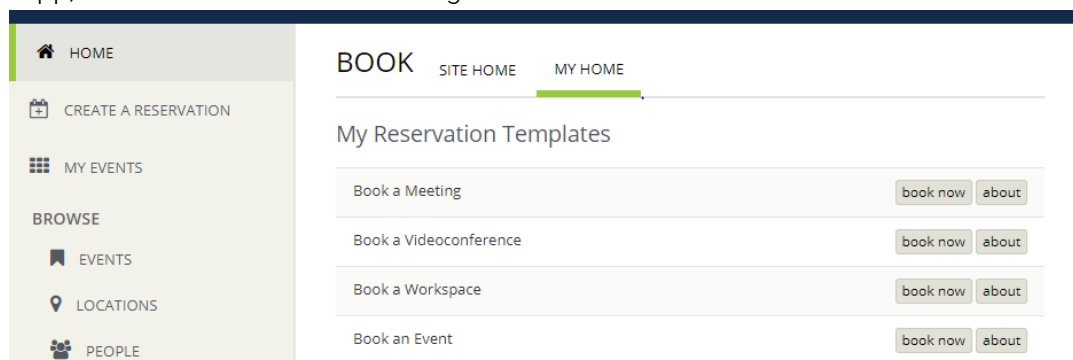 HOME
CREATE A RESERVATION
MY EVENTS
BROWSE
EVENTS
LOCATIONS
PEOPLE
BOOK SITE HOME MY HOME
My Reservation Templates
Book a Meeting book now about
Book a Videoconference book now about
Book a Workspace book now about
Book an Event book now about